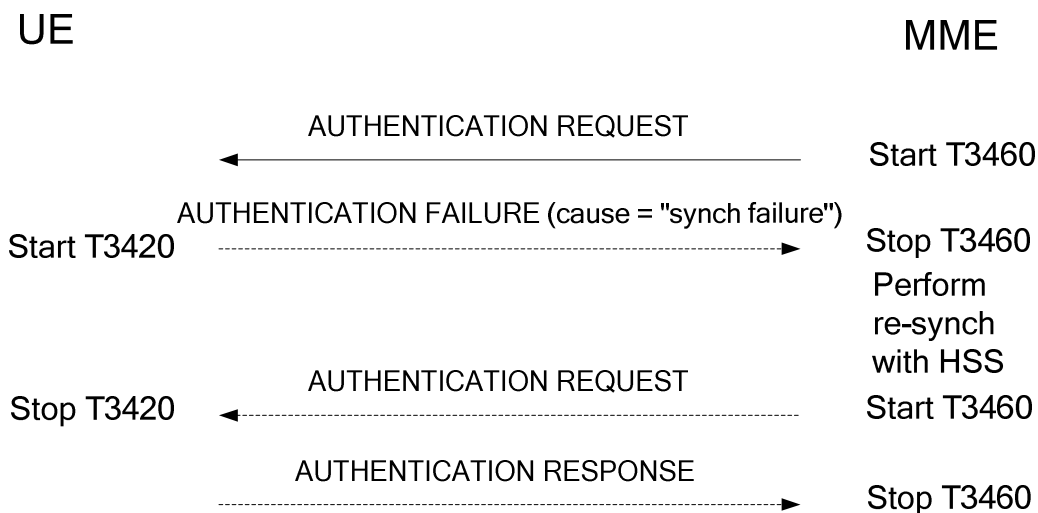 UE
MME
AUTHENTICATION REQUEST
Start T3460
AUTHENTICATION FAILURE (cause = "synch failure")
Start T3420
Stop T3460
Perform
re-synch
with HSS
AUTHENTICATION REQUEST
Stop T3420
Start T3460
AUTHENTICATION RESPONSE
Stop T3460